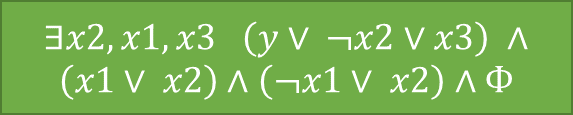 ∃x2, x1, x3 (y ∨ ¬x2 ∨ x3) ∧
(x1 ∨ x2) ∧ (¬x1 ∨ x2) ∧ Φ